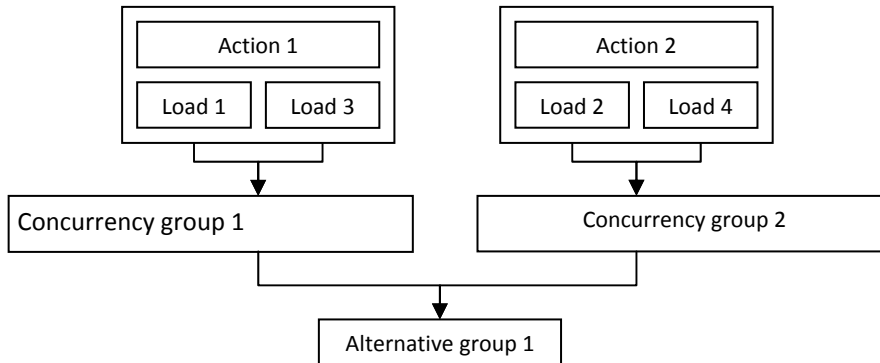 Action 1
Action 2
Load 1
Load 3
Load 2
Load 4
Concurrency group 1
Concurrency group 2
Alternative group 1